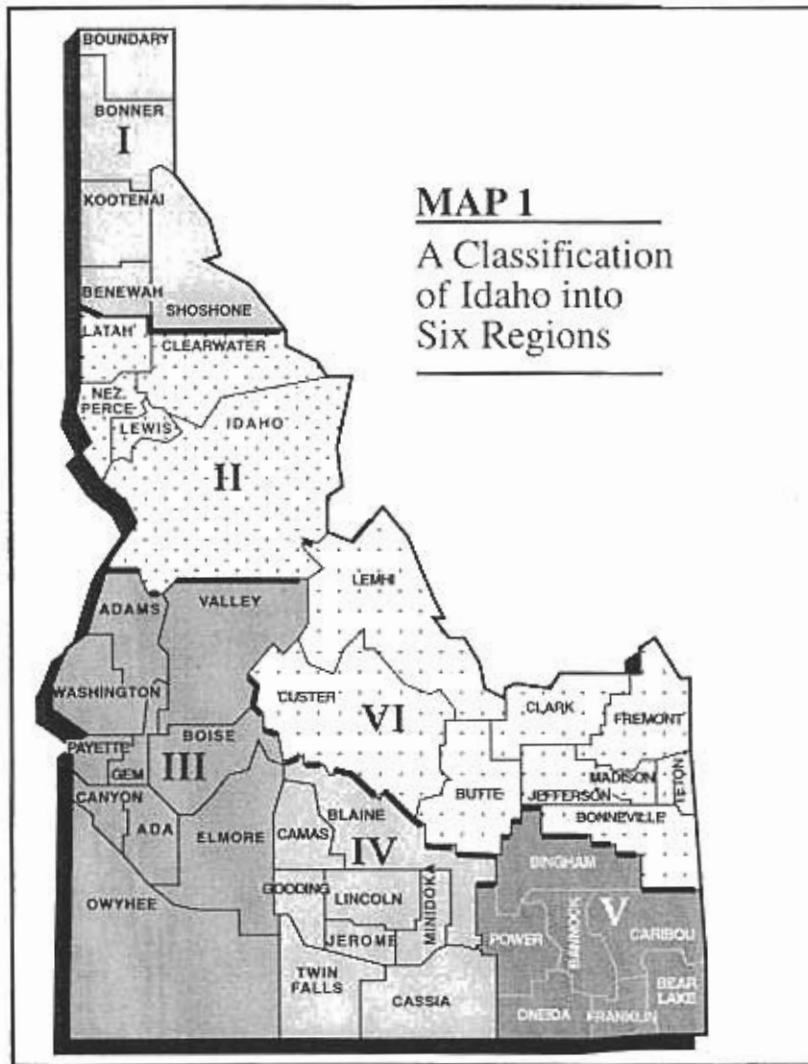 BOUNDARY
BONNER
I
KOOTENAI
BENEWAH
SHOSHONE
MAP 1
A Classification
of Idaho into
Six Regions
LATAH
CLEARWATER
NEZ
PERCE
LEWIS
IDAHO
II
LEMHI
ADAMS
VALLEY
WASHINGTON
CUSTER
VI
CLARK
FREMONT
PAYETTE
BOISE
GEM
III
MADISON
TETON
JEFFERSON
BUTTE
BONNEVILLE
CANYON
ADA
ELMORE
CAMAS
BLAINE
IV
BINGHAM
OWYHEE
GOODING
LINCOLN
MINIDOKA
JEROME
V
POWER
BANNOCK
CARIBOU
TWIN
FALLS
CASSIA
BEAR
LAKE
ONEIDA
FRANKLIN